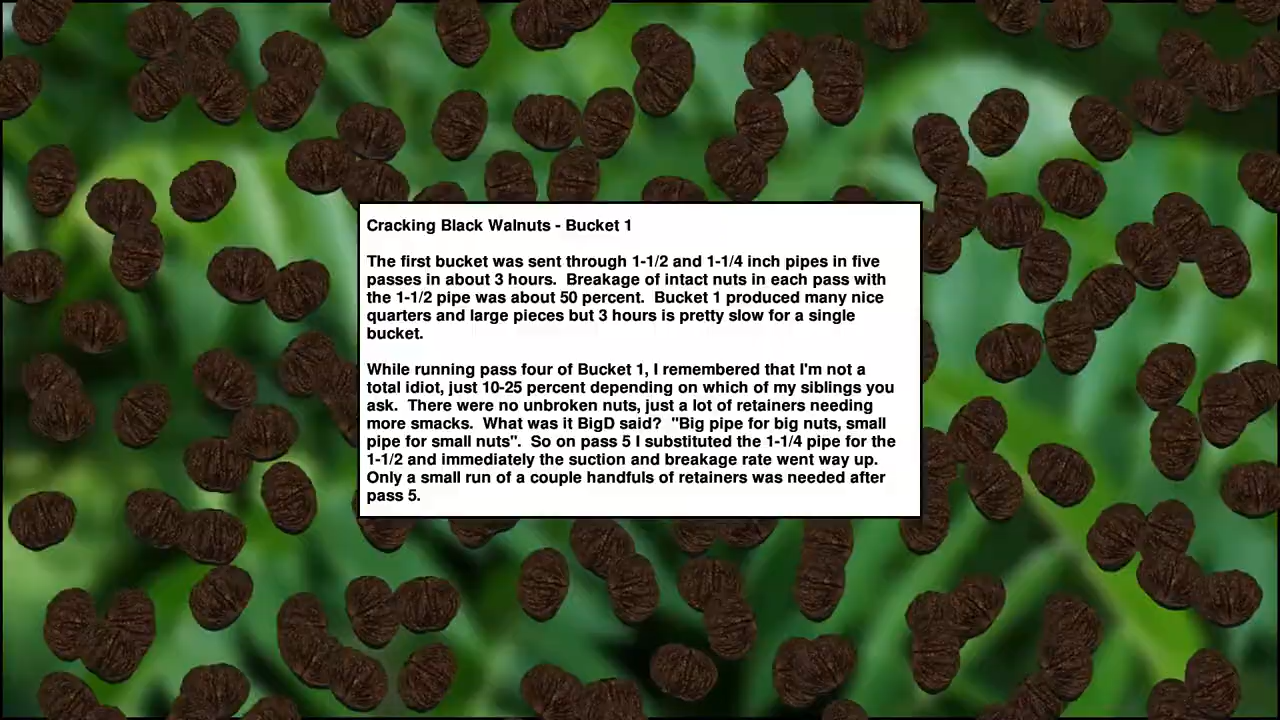 Cracking Black Walnuts - Bucket 1
The first bucket was sent through 1-1/2 and 1-1/4 inch pipes in five
passes in about 3 hours.  Breakage of intact nuts in each pass with
the 1-1/2 pipe was about 50 percent.  Bucket 1 produced many nice
quarters and large pieces but 3 hours is pretty slow for a single
bucket.
While running pass four of Bucket 1, I remembered that I'm not a
total idiot, just 10-25 percent depending on which of my siblings you
ask.  There were no unbroken nuts, just a lot of retainers needing
more smacks.  What was it BigD said?  "Big pipe for big nuts, small
pipe for small nuts".  So on pass 5 I substituted the 1-1/4 pipe for the
1-1/2 and immediately the suction and breakage rate went way up.
Only a small run of a couple handfuls of retainers was needed after
pass 5.